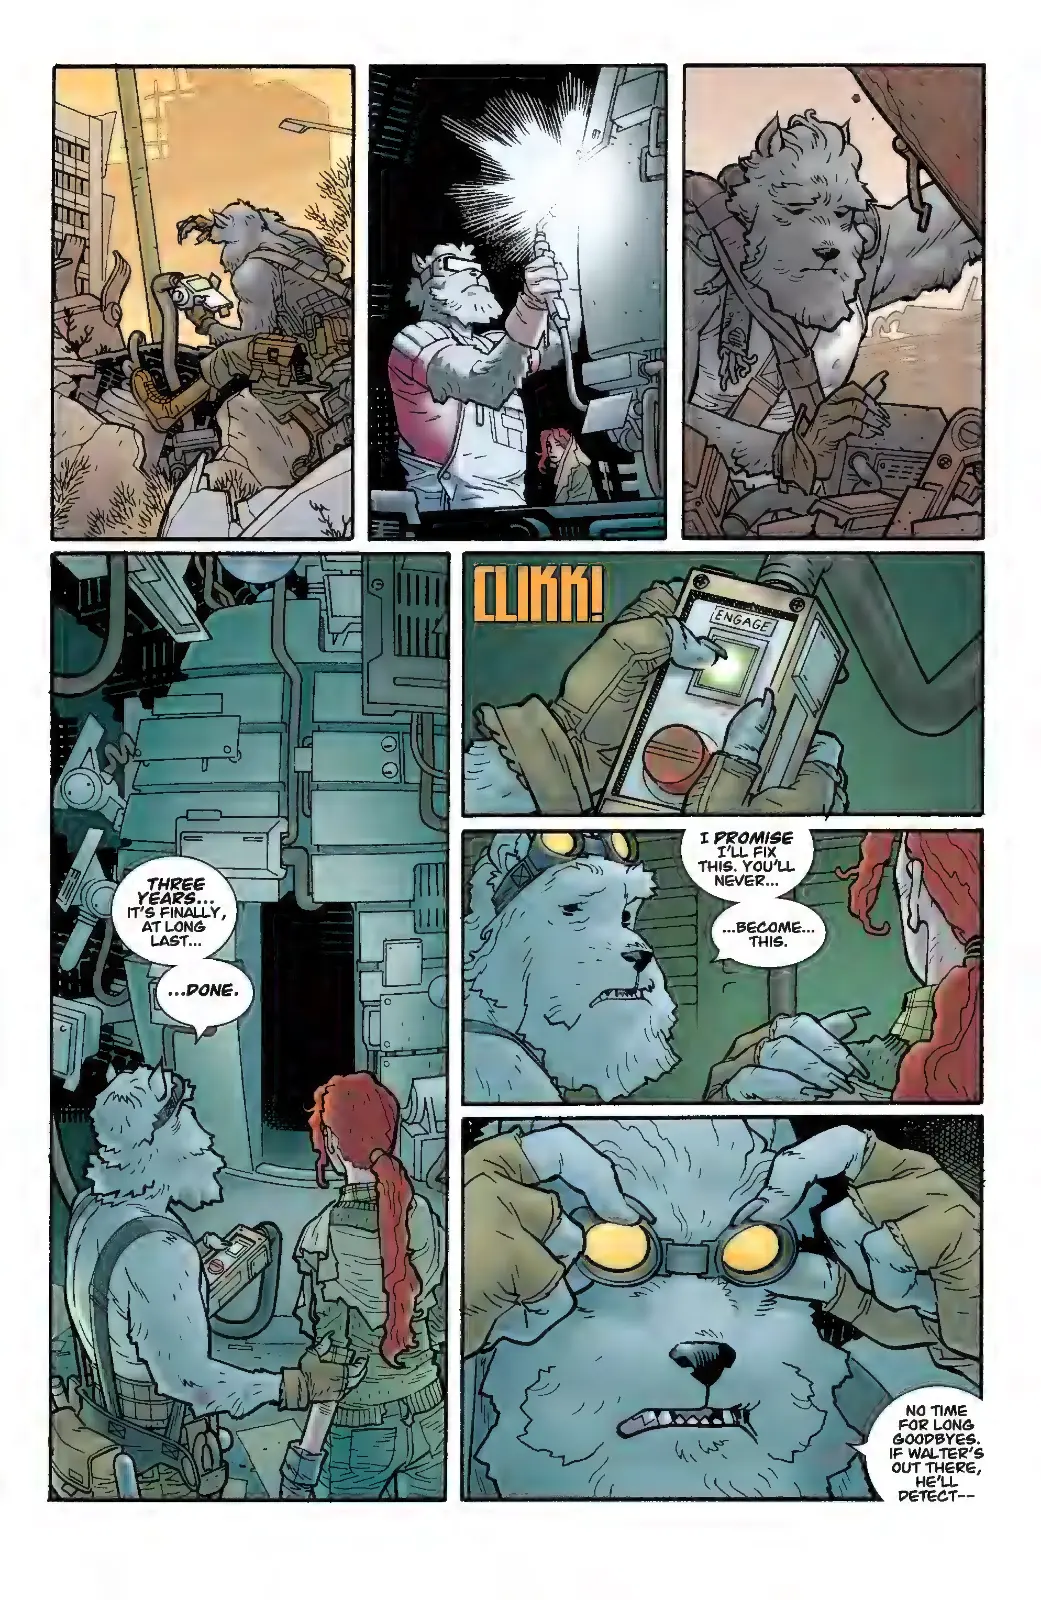 THREE
YEARS...
IT'S FINALLY,
AT LONG
LAST...
...DONE.
CLIKK!
ENGAGE
I PROMISE
I'LL FIX
THIS. YOU'LL
NEVER...
...BECOME...
THIS.
NO TIME
FOR LONG
GOODBYES.
IF WALTER'S
OUT THERE,
HE'LL
DETECT--